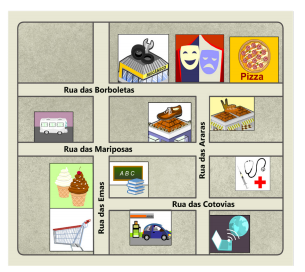 Pizza
Rua das Borboletas
Rua das Mariposas
Rua das Araras
ABC
Rua das Emas
Rua das Cotovias